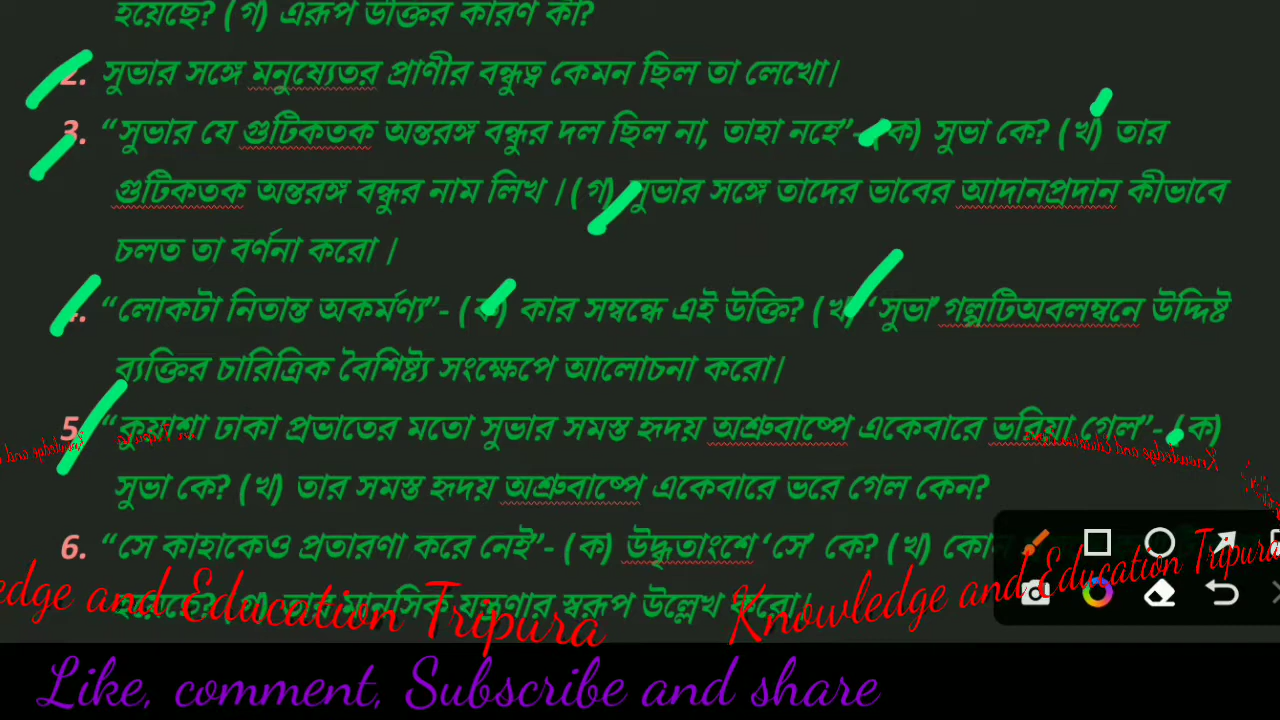 হয়েছে? (গ) এরূপ উক্তির কারণ কী?
2. সুভার সঙ্গে মনুষ্যেতর প্রাণীর বন্ধুত্ব কেমন ছিল তা লেখো|
3. “সুভার যে গুটিকতক অন্তরঙ্গ বন্ধুর দল ছিল না, তাহা নহে”- (ক) সুভা কে? (খ) তার
গুটিকতক অন্তরঙ্গ বন্ধুর নাম লিখ । (গ) সুভার সঙ্গে তাদের ভাবের আদানপ্রদান কীভাবে
চলত তা বর্ণনা করো |
4. “লোকটা নিতান্ত অকর্মণ্য”- (ক) কার সম্বন্ধে এই উক্তি? (খ) ‘সুভা’ গল্পটিঅবলম্বনে উদ্দিষ্ট
ব্যক্তির চারিত্রিক বৈশিষ্ট্য সংক্ষেপে আলোচনা করো|
5. “কুয়াশা ঢাকা প্রভাতের মতো সুভার সমস্ত হৃদয় অশ্রুবাষ্পে একেবারে ভরিয়া গেল”- (ক)
সুভা কে? (খ) তার সমস্ত হৃদয় অশ্রুবাষ্পে একেবারে ভরে গেল কেন?
6. “সে কাহাকেও প্রতারণা করে নেই”- (ক) উদ্ধৃতাংশে ‘সে’ কে? (খ) কোন
হয়েছে? (গ) তার মানসিক যন্ত্রণার স্বরূপ উল্লেখ করো|
edge and Education Tripura Knowledge and Education Tripura
Like, comment, Subscribe and share